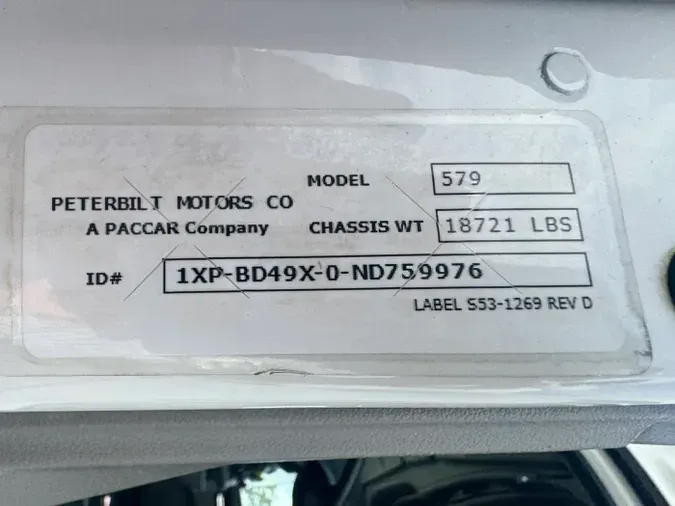 MODEL 579
PETERBILT MOTORS CO
A PACCAR Company CHASSIS WT 18721 LBS
ID# 1XP-BD49X-0-ND759976
LABEL S53-1269 REV D